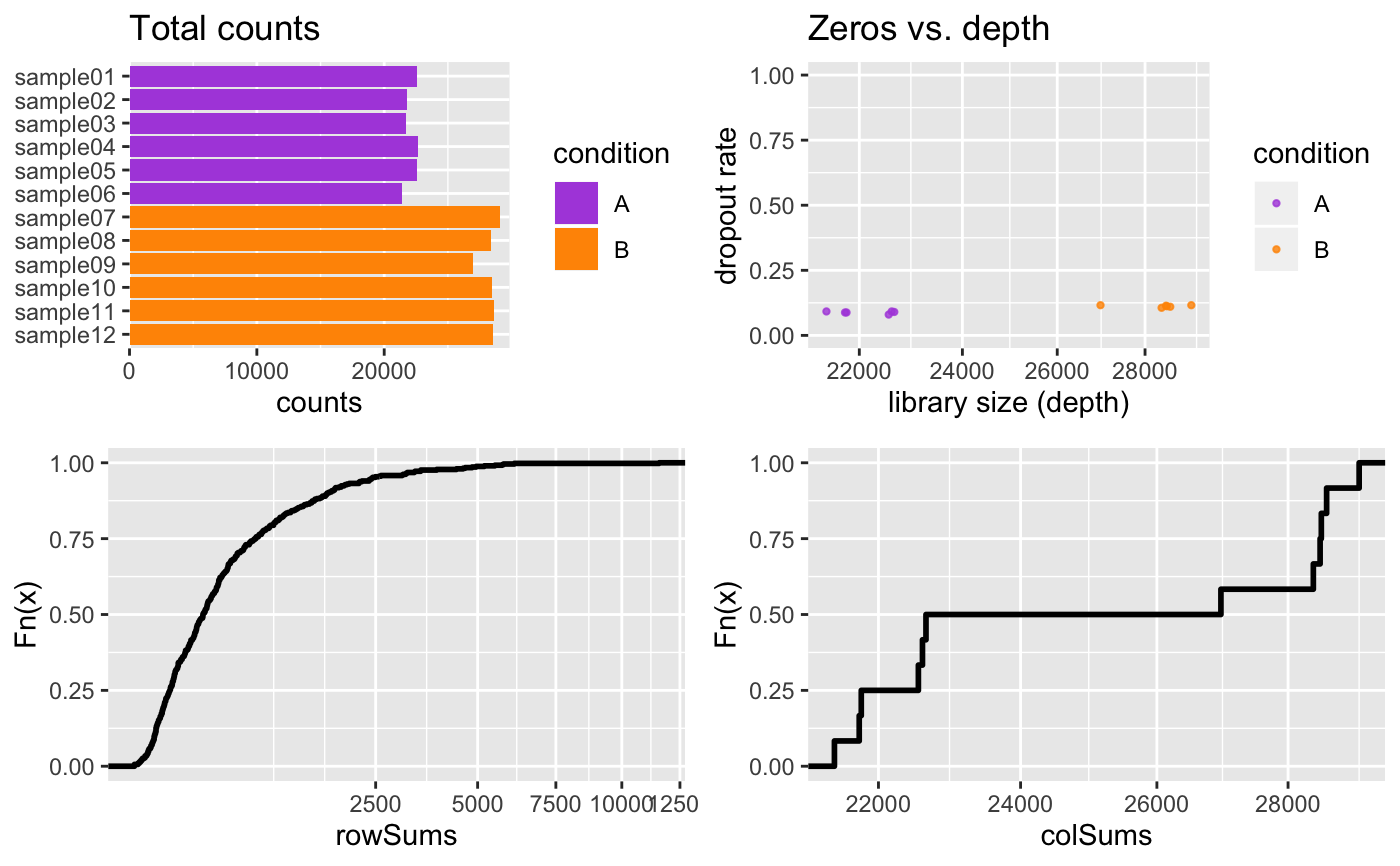 Total counts
sample01
sample02
sample03
sample04
sample05
sample06
sample07
sample08
sample09
sample10
sample11
sample12
0 10000 20000
counts
condition
A
B
Zeros vs. depth
1.00
0.75
0.50
0.25
0.00
dropout rate
22000 24000 26000 28000
library size (depth)
condition
A
B
1.00
0.75
0.50
0.25
0.00
Fn(x)
2500 5000 7500 10000 1250
rowSums
1.00
0.75
0.50
0.25
0.00
Fn(x)
22000 24000 26000 28000
colSums